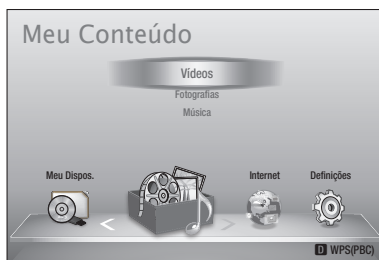 Meu Conteúdo
Vídeos
Fotografias
Música
Meu Dispos. Internet Definições
D WPS(PBC)